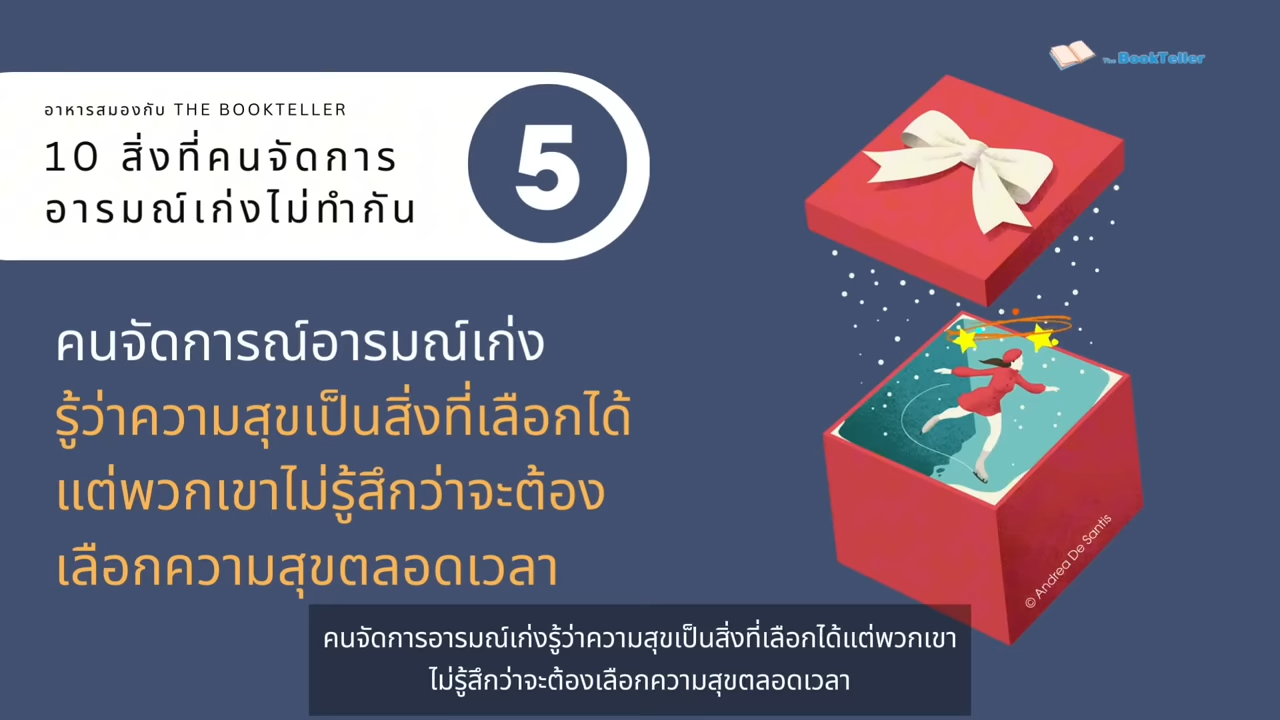 The BookTeller
อาหารสมองกับ THE BOOKTELLER
10 สิ่งที่คนจัดการ
อารมณ์เก่งไม่ทำกัน
5
คนจัดการณ์อารมณ์เก่ง
รู้ว่าความสุขเป็นสิ่งที่เลือกได้
แต่พวกเขาไม่รู้สึกว่าจะต้อง
เลือกความสุขตลอดเวลา
© Andrea De Santis
คนจัดการอารมณ์เก่งรู้ว่าความสุขเป็นสิ่งที่เลือกได้แต่พวกเขา
ไม่รู้สึกว่าจะต้องเลือกความสุขตลอดเวลา